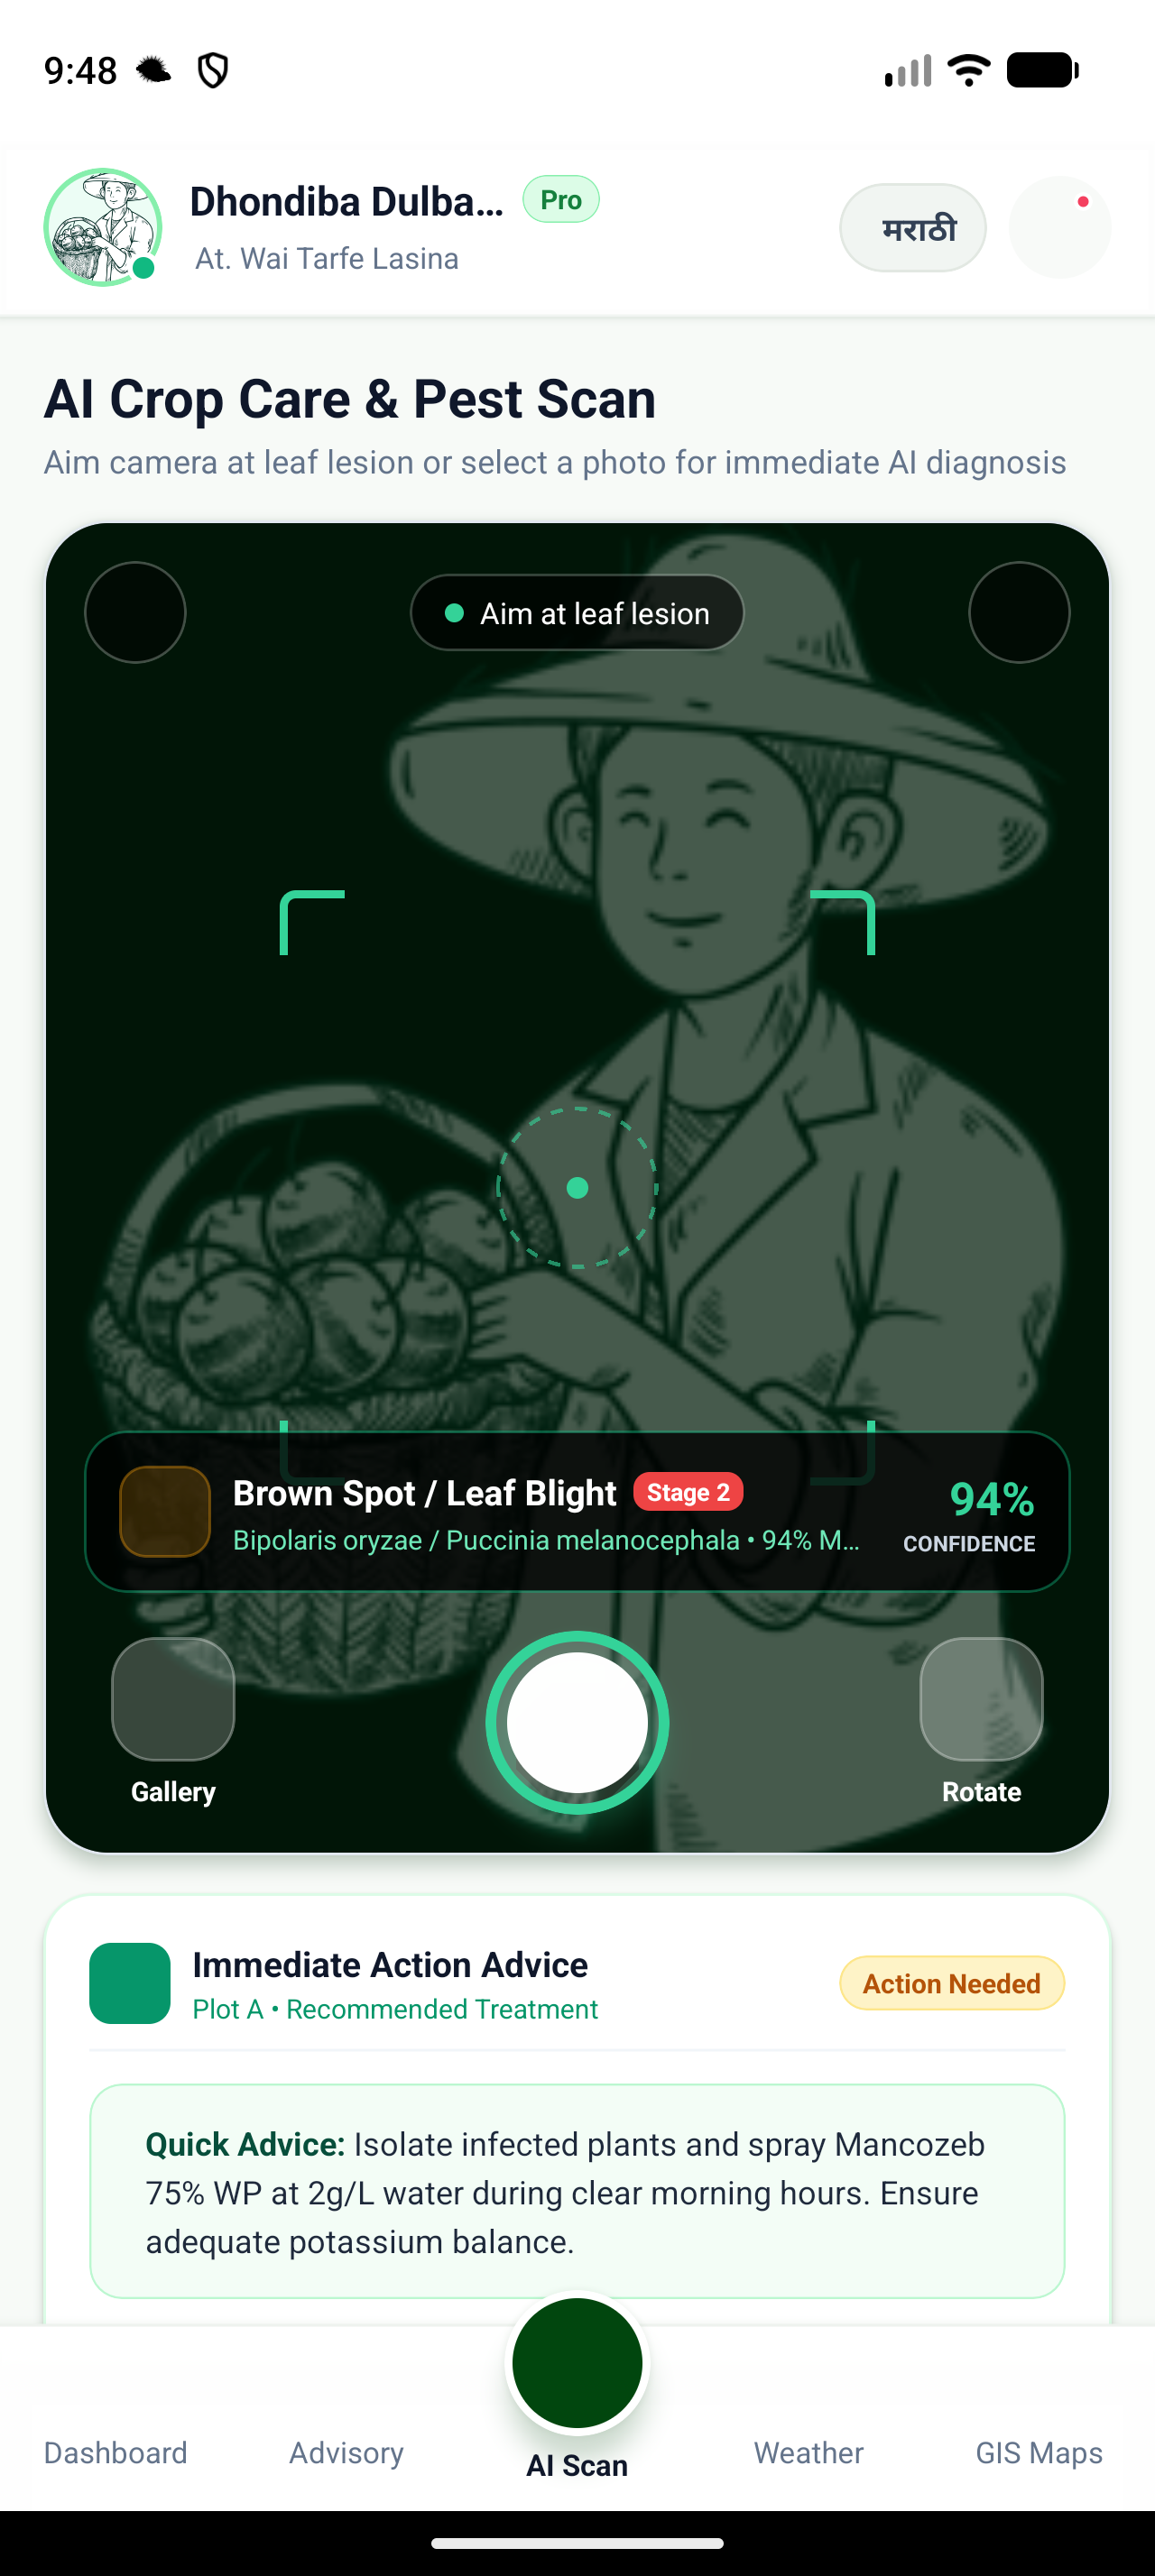 9:48
Dhondiba Dulba... Pro
At. Wai Tarfe Lasina
मराठी
AI Crop Care & Pest Scan
Aim camera at leaf lesion or select a photo for immediate AI diagnosis
Aim at leaf lesion
Brown Spot / Leaf Blight Stage 2
Bipolaris oryzae / Puccinia melanocephala • 94% M...
94%
CONFIDENCE
Gallery
Rotate
Immediate Action Advice
Plot A • Recommended Treatment
Action Needed
Quick Advice: Isolate infected plants and spray Mancozeb
75% WP at 2g/L water during clear morning hours. Ensure
adequate potassium balance.
Dashboard
Advisory
AI Scan
Weather
GIS Maps